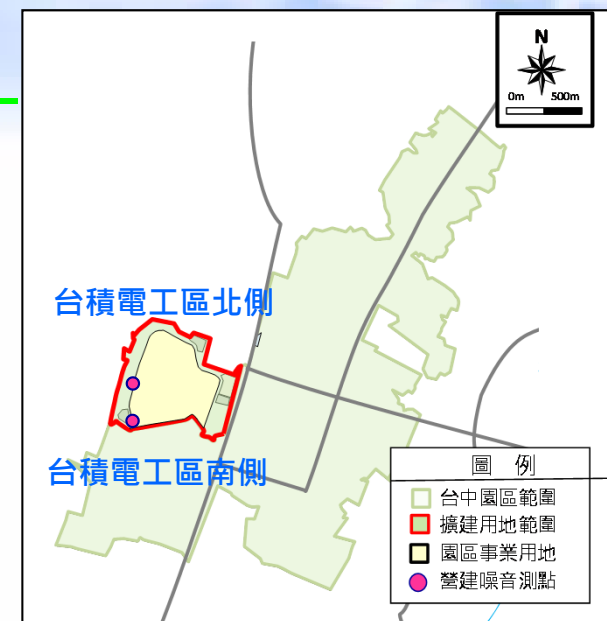 N
0m 500m
台積電工區北側
台積電工區南側
圖 例
台中園區範圍
擴建用地範圍
園區事業用地
營建噪音測點